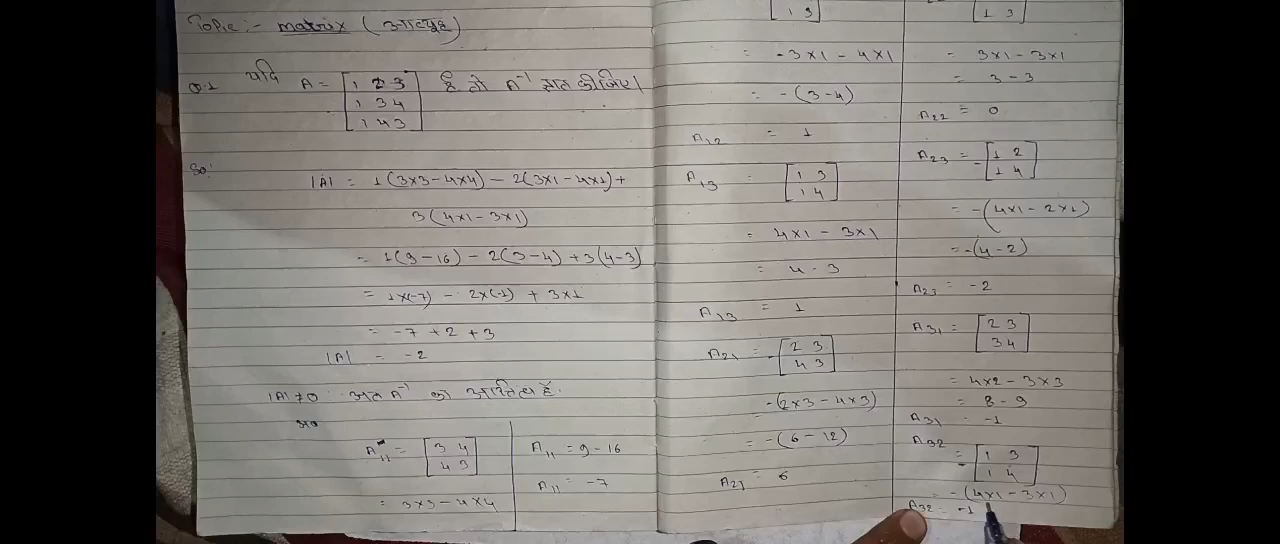 Topic:- matrix (आव्यूह)
Q.1 यदि A = [1 2 3
1 3 4
1 4 3] है तो A⁻¹ ज्ञात कीजिए।
So:
|A| = 1(3×3-4×4) - 2(3×1-4×1) +
3(4×1-3×1)
= 1(9-16) - 2(3-4) + 3(4-3)
= 1×(-7) - 2×(-1) + 3×1
= -7 + 2 + 3
|A| = -2
|A| ≠ 0 अतः A⁻¹ का अस्तित्व है.
A₁₁ = [3 4
4 3]
= 3×3-4×4
A₁₁ = 9 - 16
A₁₁ = -7
1 3]
= -3×1 - 4×1
= -(3-4)
A₁₂ = 1
A₁₃ = [1 3
1 4]
= 4×1 - 3×1
= 4 - 3
A₁₃ = 1
A₂₁ = -[2 3
4 3]
-(2×3 - 4×3)
= -(6-12)
A₂₁ = 6
[1 3]
= 3×1 - 3×1
= 3 - 3
A₂₂ = 0
A₂₃ = -[1 2
1 4]
= -(4×1 - 2×1)
= -(4-2)
A₂₃ = -2
A₃₁ = [2 3
3 4]
= 4×2 - 3×3
= 8 - 9
A₃₁ = -1
A₃₂
= -[1 3
1 4]
= -(4×1 - 3×1)
A₃₂ = -1